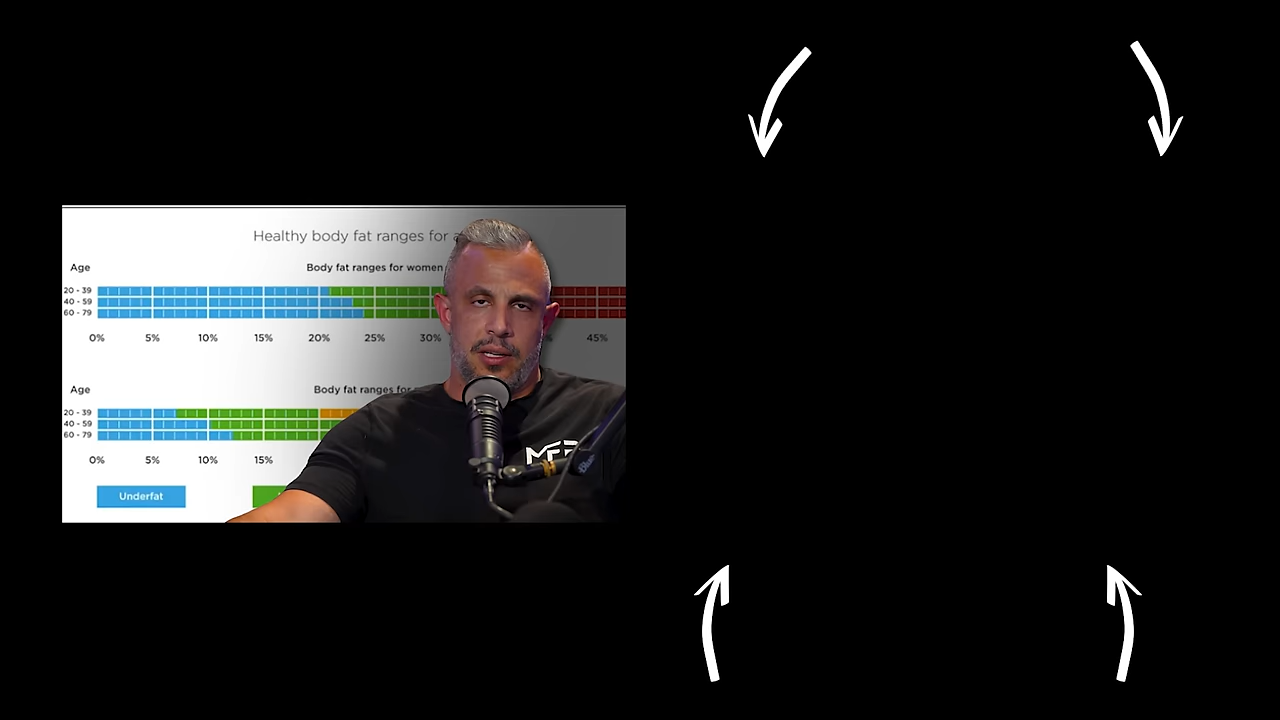 Healthy body fat ranges for
Age
Body fat ranges for women
20 - 39
40 - 59
60 - 79
0% 5% 10% 15% 20% 25% 30% 45%
Age
Body fat ranges for
20 - 39
40 - 59
60 - 79
0% 5% 10% 15%
Underfat